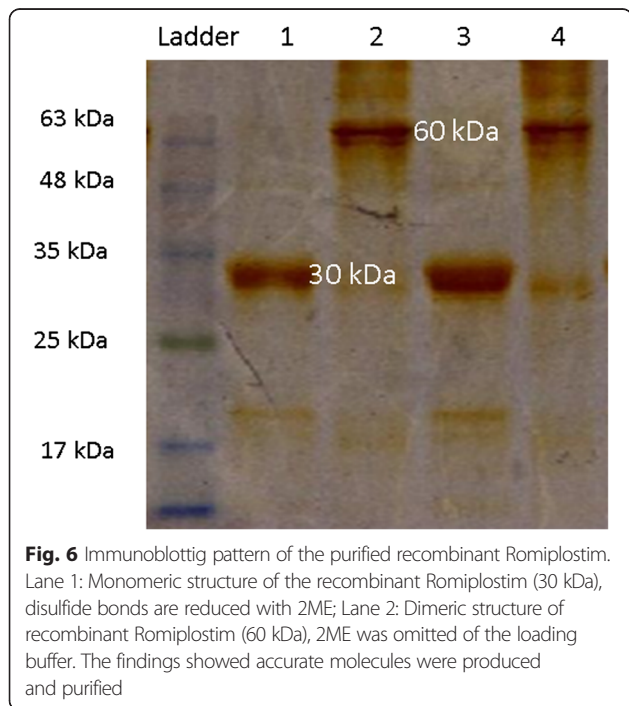 Ladder 1 2 3 4
63 kDa
60 kDa
48 kDa
35 kDa
30 kDa
25 kDa
17 kDa
Fig. 6 Immunoblottig pattern of the purified recombinant Romiplostim.
Lane 1: Monomeric structure of the recombinant Romiplostim (30 kDa),
disulfide bonds are reduced with 2ME; Lane 2: Dimeric structure of
recombinant Romiplostim (60 kDa), 2ME was omitted of the loading
buffer. The findings showed accurate molecules were produced
and purified